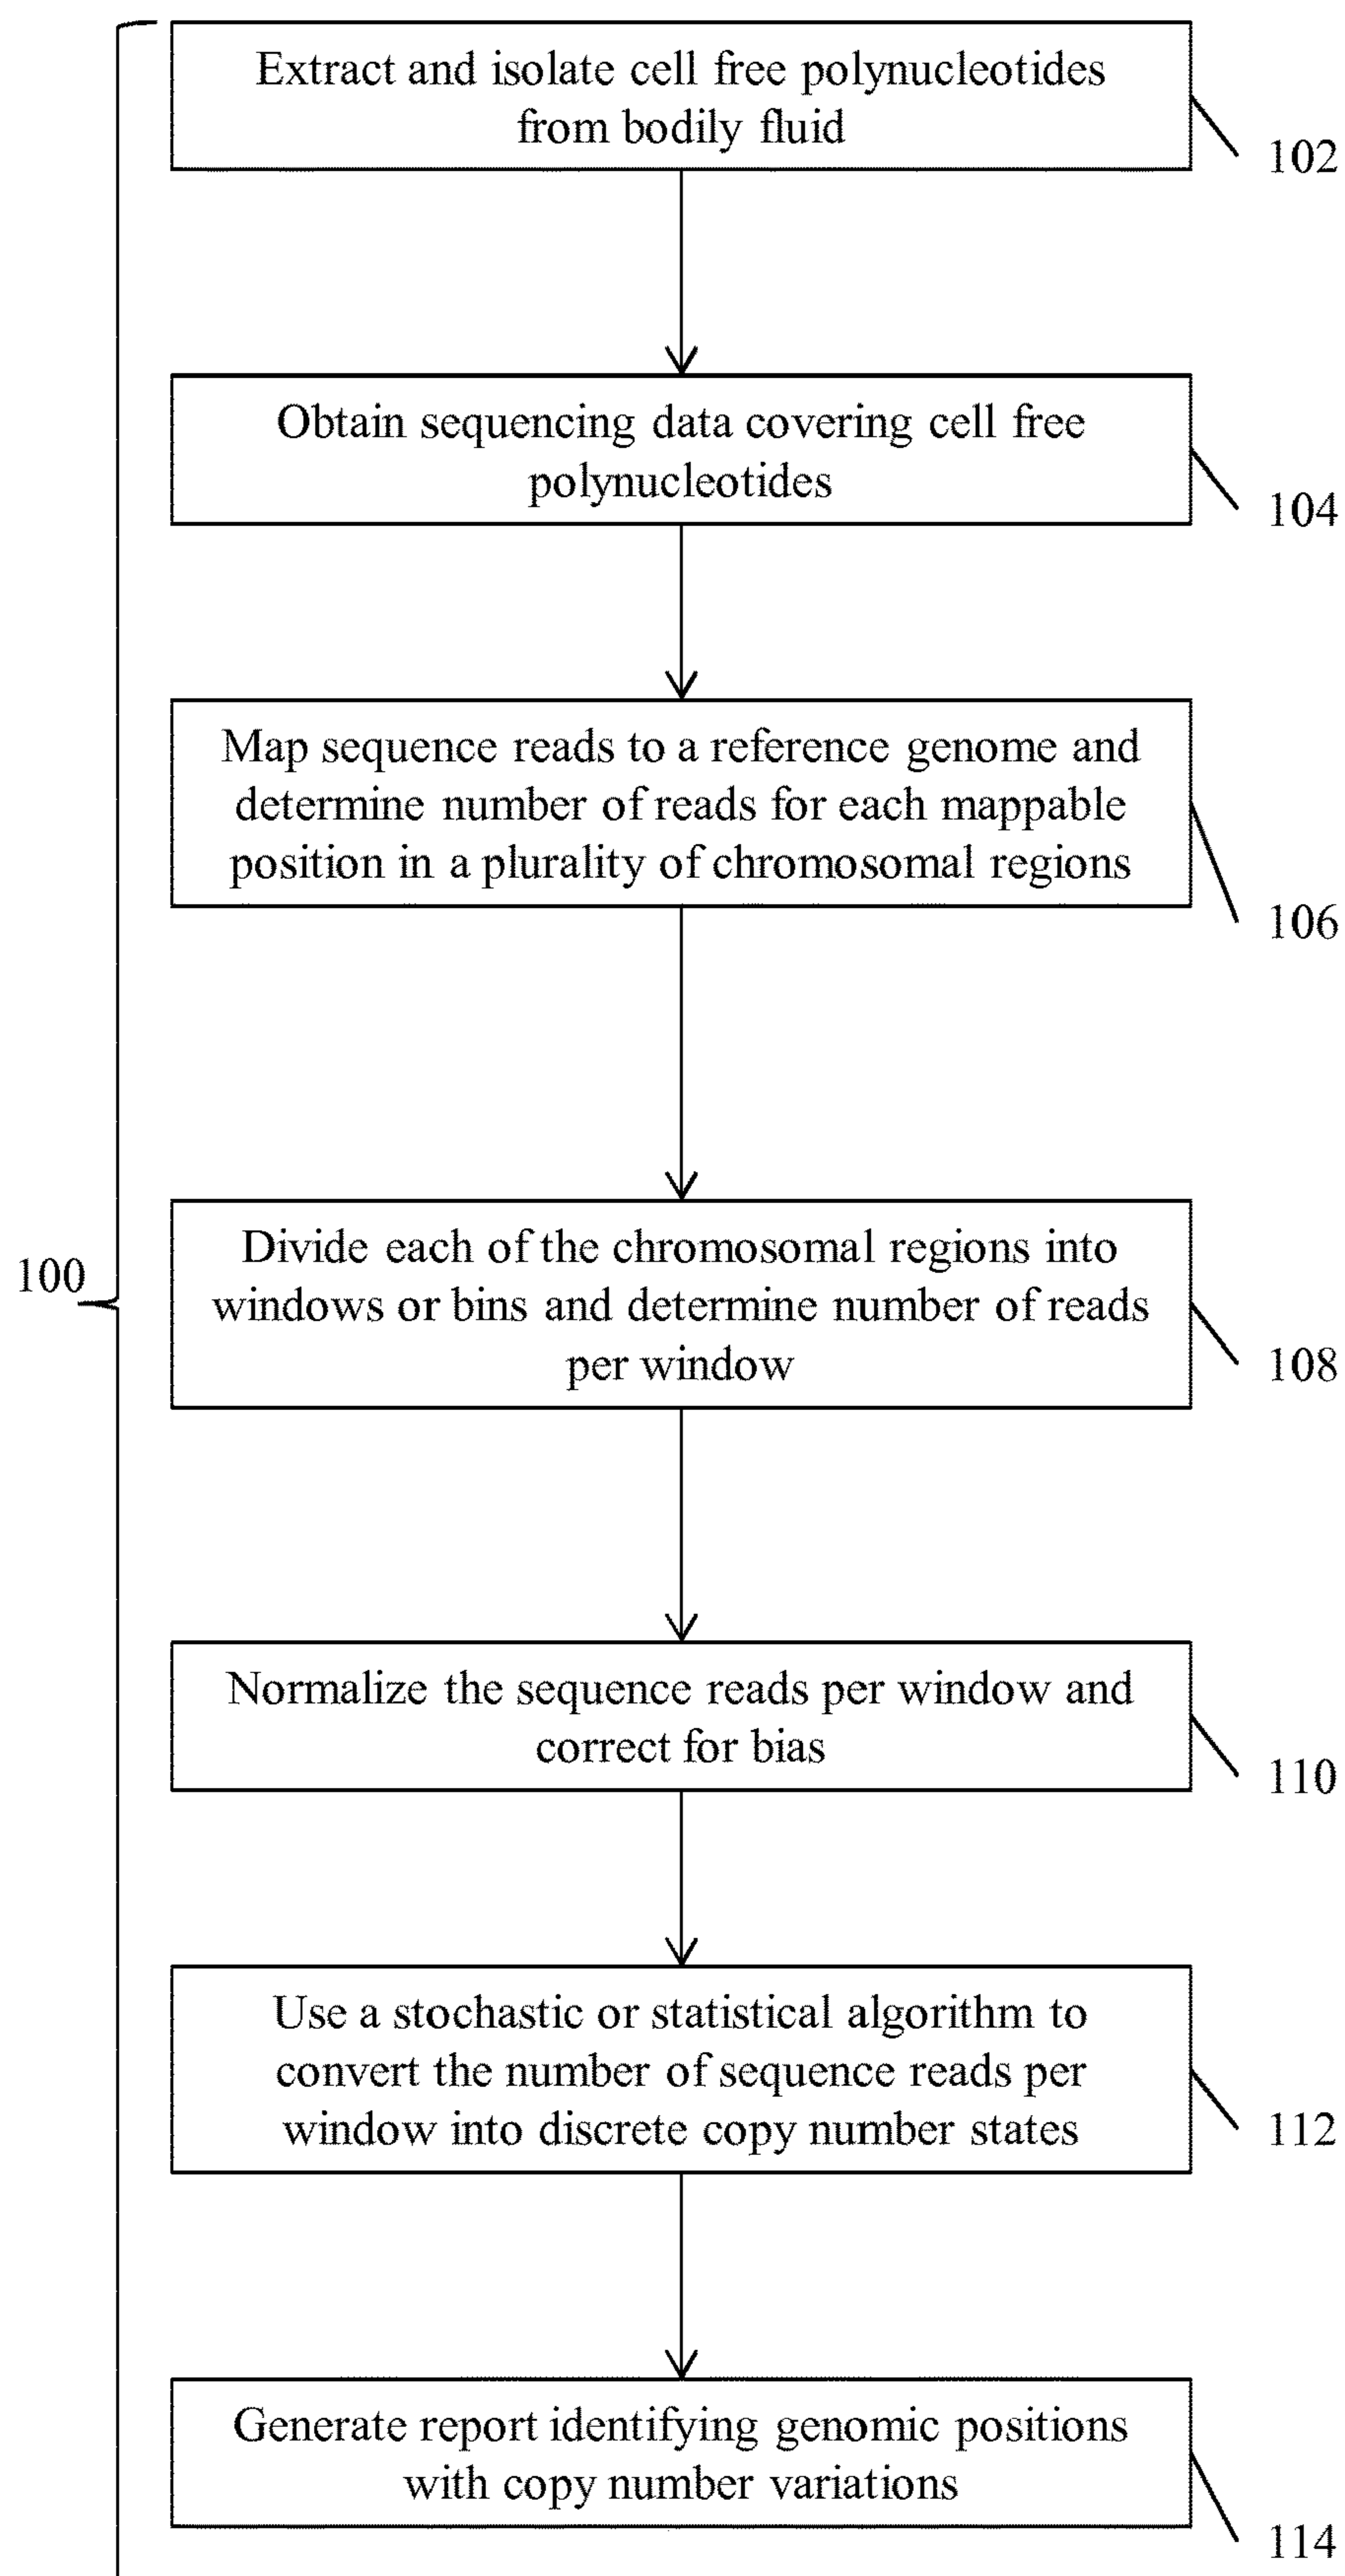 Extract and isolate cell free polynucleotides
from bodily fluid
102
Obtain sequencing data covering cell free
polynucleotides
104
Map sequence reads to a reference genome and
determine number of reads for each mappable
position in a plurality of chromosomal regions
106
Divide each of the chromosomal regions into
windows or bins and determine number of reads
per window
100
108
Normalize the sequence reads per window and
correct for bias
110
Use a stochastic or statistical algorithm to
convert the number of sequence reads per
window into discrete copy number states
112
Generate report identifying genomic positions
with copy number variations
114